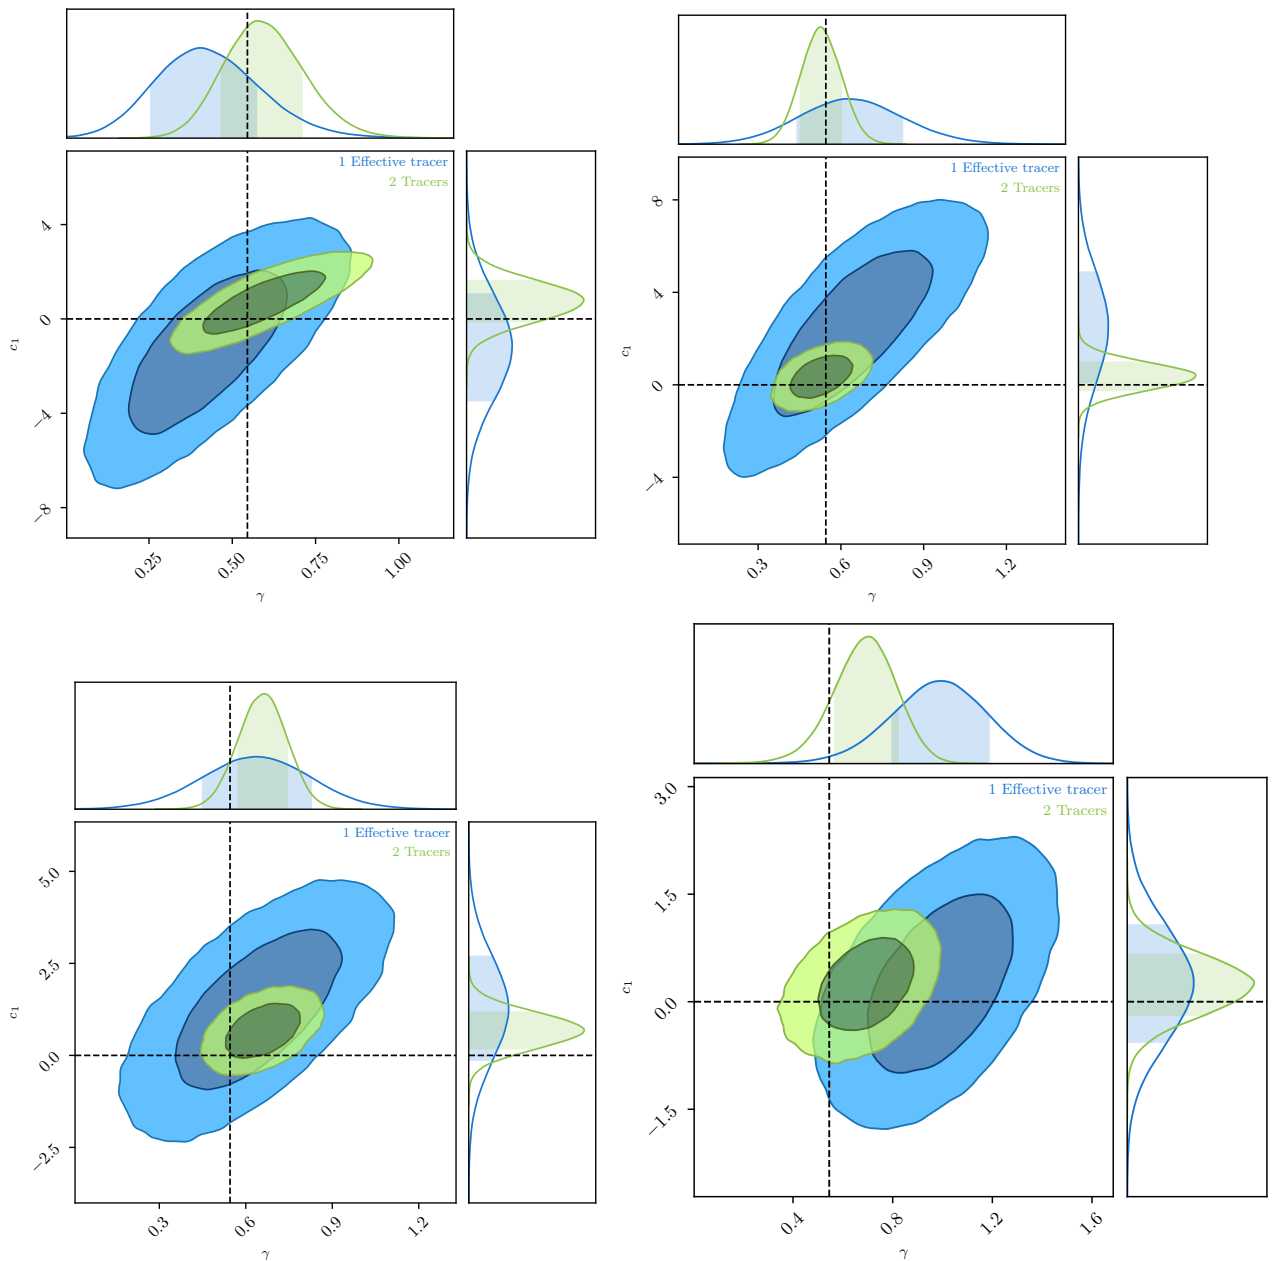 1 Effective tracer
2 Tracers
4
0
−4
−8
c1
0.25
0.50
0.75
1.00
γ
1 Effective tracer
2 Tracers
8
4
0
−4
c1
0.3
0.6
0.9
1.2
γ
1 Effective tracer
2 Tracers
5.0
2.5
0.0
−2.5
c1
0.3
0.6
0.9
1.2
γ
1 Effective tracer
2 Tracers
3.0
1.5
0.0
−1.5
c1
0.4
0.8
1.2
1.6
γ